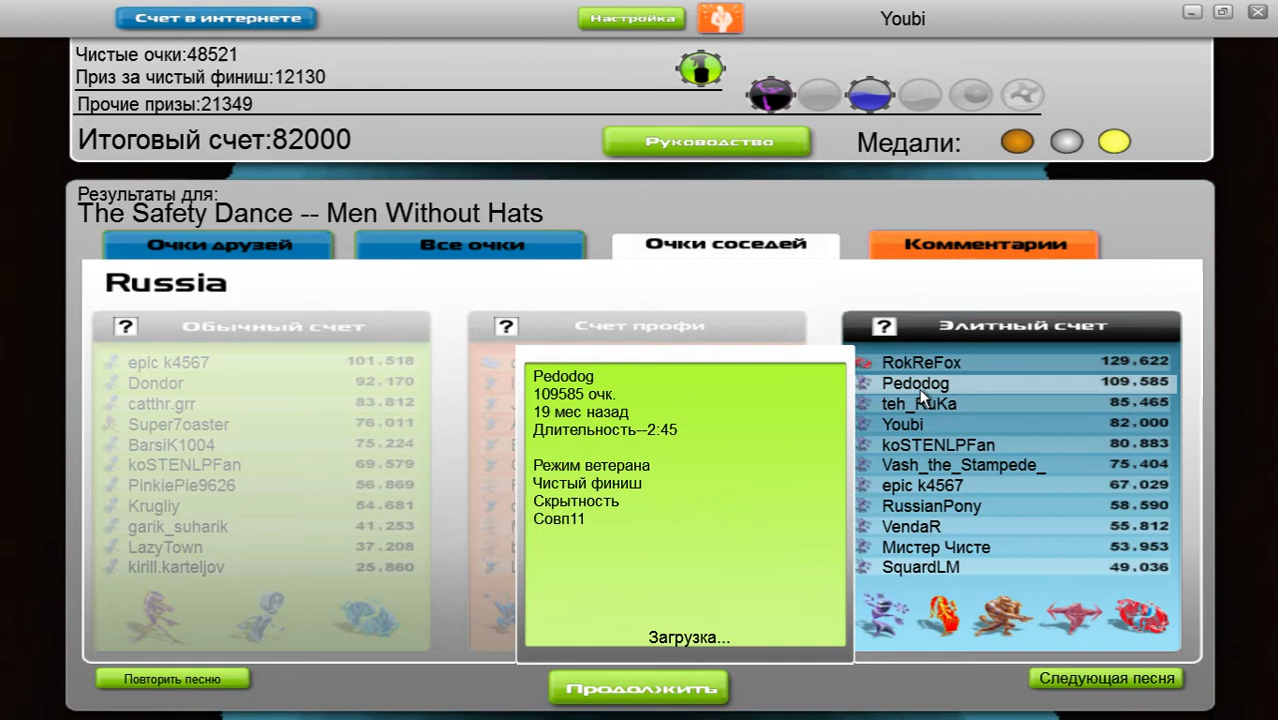 Счет в интернете
Настройка
Youbi
Чистые очки:48521
Приз за чистый финиш:12130
Прочие призы:21349
Итоговый счет:82000
Руководство
Медали:
Результаты для:
The Safety Dance -- Men Without Hats
Очки друзей
Все очки
Очки соседей
Комментарии
Russia
? Обычный счет
epic k4567 101.518
Dondor 92.170
catthr.grr 83.812
Super7oaster 76.011
BarsiK1004 75.224
koSTENLPFan 69.579
PinkiePie9626 56.869
Krugliy 54.681
garik_suharik 41.253
LazyTown 37.208
kirill.karteljov 25.860
? Счет профи
Pedodog
109585 очк.
19 мес назад
Длительность--2:45
Режим ветерана
Чистый финиш
Скрытность
Совп11
Загрузка...
? Элитный счет
RokReFox 129.622
Pedodog 109.585
teh_RuKa 85.465
Youbi 82.000
koSTENLPFan 80.883
Vash_the_Stampede_ 75.404
epic k4567 67.029
RussianPony 58.590
VendaR 55.812
Мистер Чисте 53.953
SquardLM 49.036
Повторить песню
Продолжить
Следующая песня